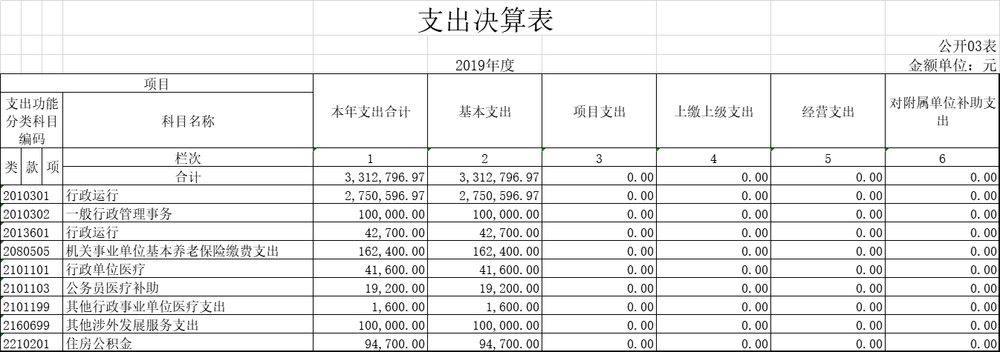 支出决算表
公开03表
2019年度 金额单位：元
项目
支出功能分类科目编码 科目名称 本年支出合计 基本支出 项目支出 上缴上级支出 经营支出 对附属单位补助支出
类 款 项 栏次 1 2 3 4 5 6
合计 3,312,796.97 3,312,796.97 0.00 0.00 0.00 0.00
2010301 行政运行 2,750,596.97 2,750,596.97 0.00 0.00 0.00 0.00
2010302 一般行政管理事务 100,000.00 100,000.00 0.00 0.00 0.00 0.00
2013601 行政运行 42,700.00 42,700.00 0.00 0.00 0.00 0.00
2080505 机关事业单位基本养老保险缴费支出 162,400.00 162,400.00 0.00 0.00 0.00 0.00
2101101 行政单位医疗 41,600.00 41,600.00 0.00 0.00 0.00 0.00
2101103 公务员医疗补助 19,200.00 19,200.00 0.00 0.00 0.00 0.00
2101199 其他行政事业单位医疗支出 1,600.00 1,600.00 0.00 0.00 0.00 0.00
2160699 其他涉外发展服务支出 100,000.00 100,000.00 0.00 0.00 0.00 0.00
2210201 住房公积金 94,700.00 94,700.00 0.00 0.00 0.00 0.00